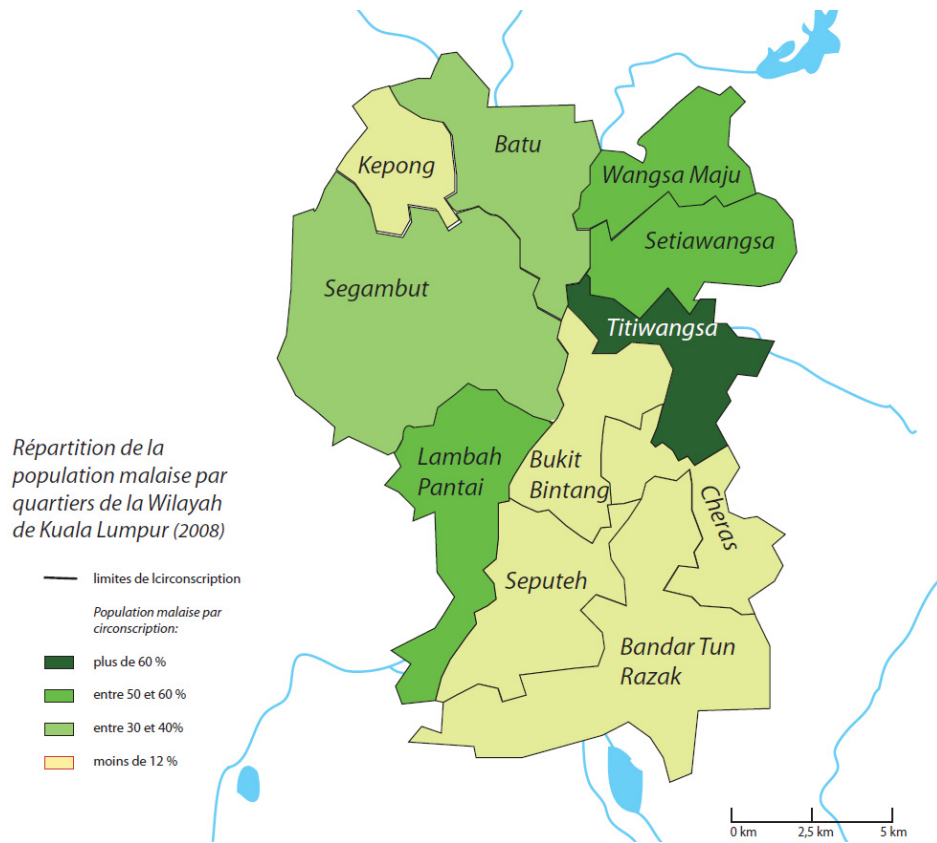 Kepong
Batu
Wangsa Maju
Setiawangsa
Segambut
Titiwangsa
Répartition de la
population malaise par
quartiers de la Wilayah
de Kuala Lumpur (2008)
Lambah
Pantai
Bukit
Bintang
Cheras
Seputeh
Bandar Tun
Razak
limites de lcirconscription
Population malaise par
circonscription:
plus de 60 %
entre 50 et 60 %
entre 30 et 40%
moins de 12 %
0 km
2,5 km
5 km